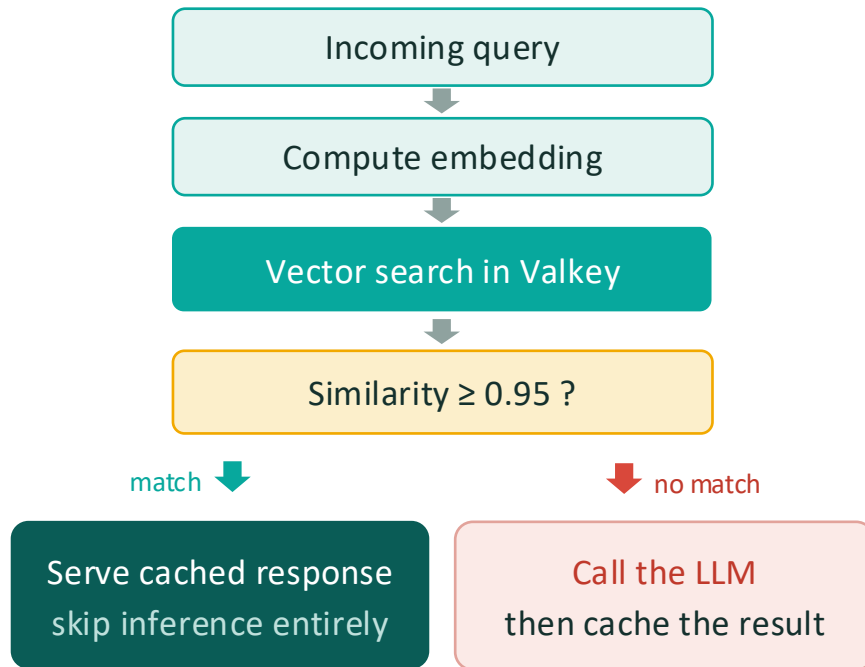 Incoming query
Compute embedding
Vector search in Valkey
Similarity ≥ 0.95 ?
match
no match
Serve cached response
skip inference entirely
Call the LLM
then cache the result